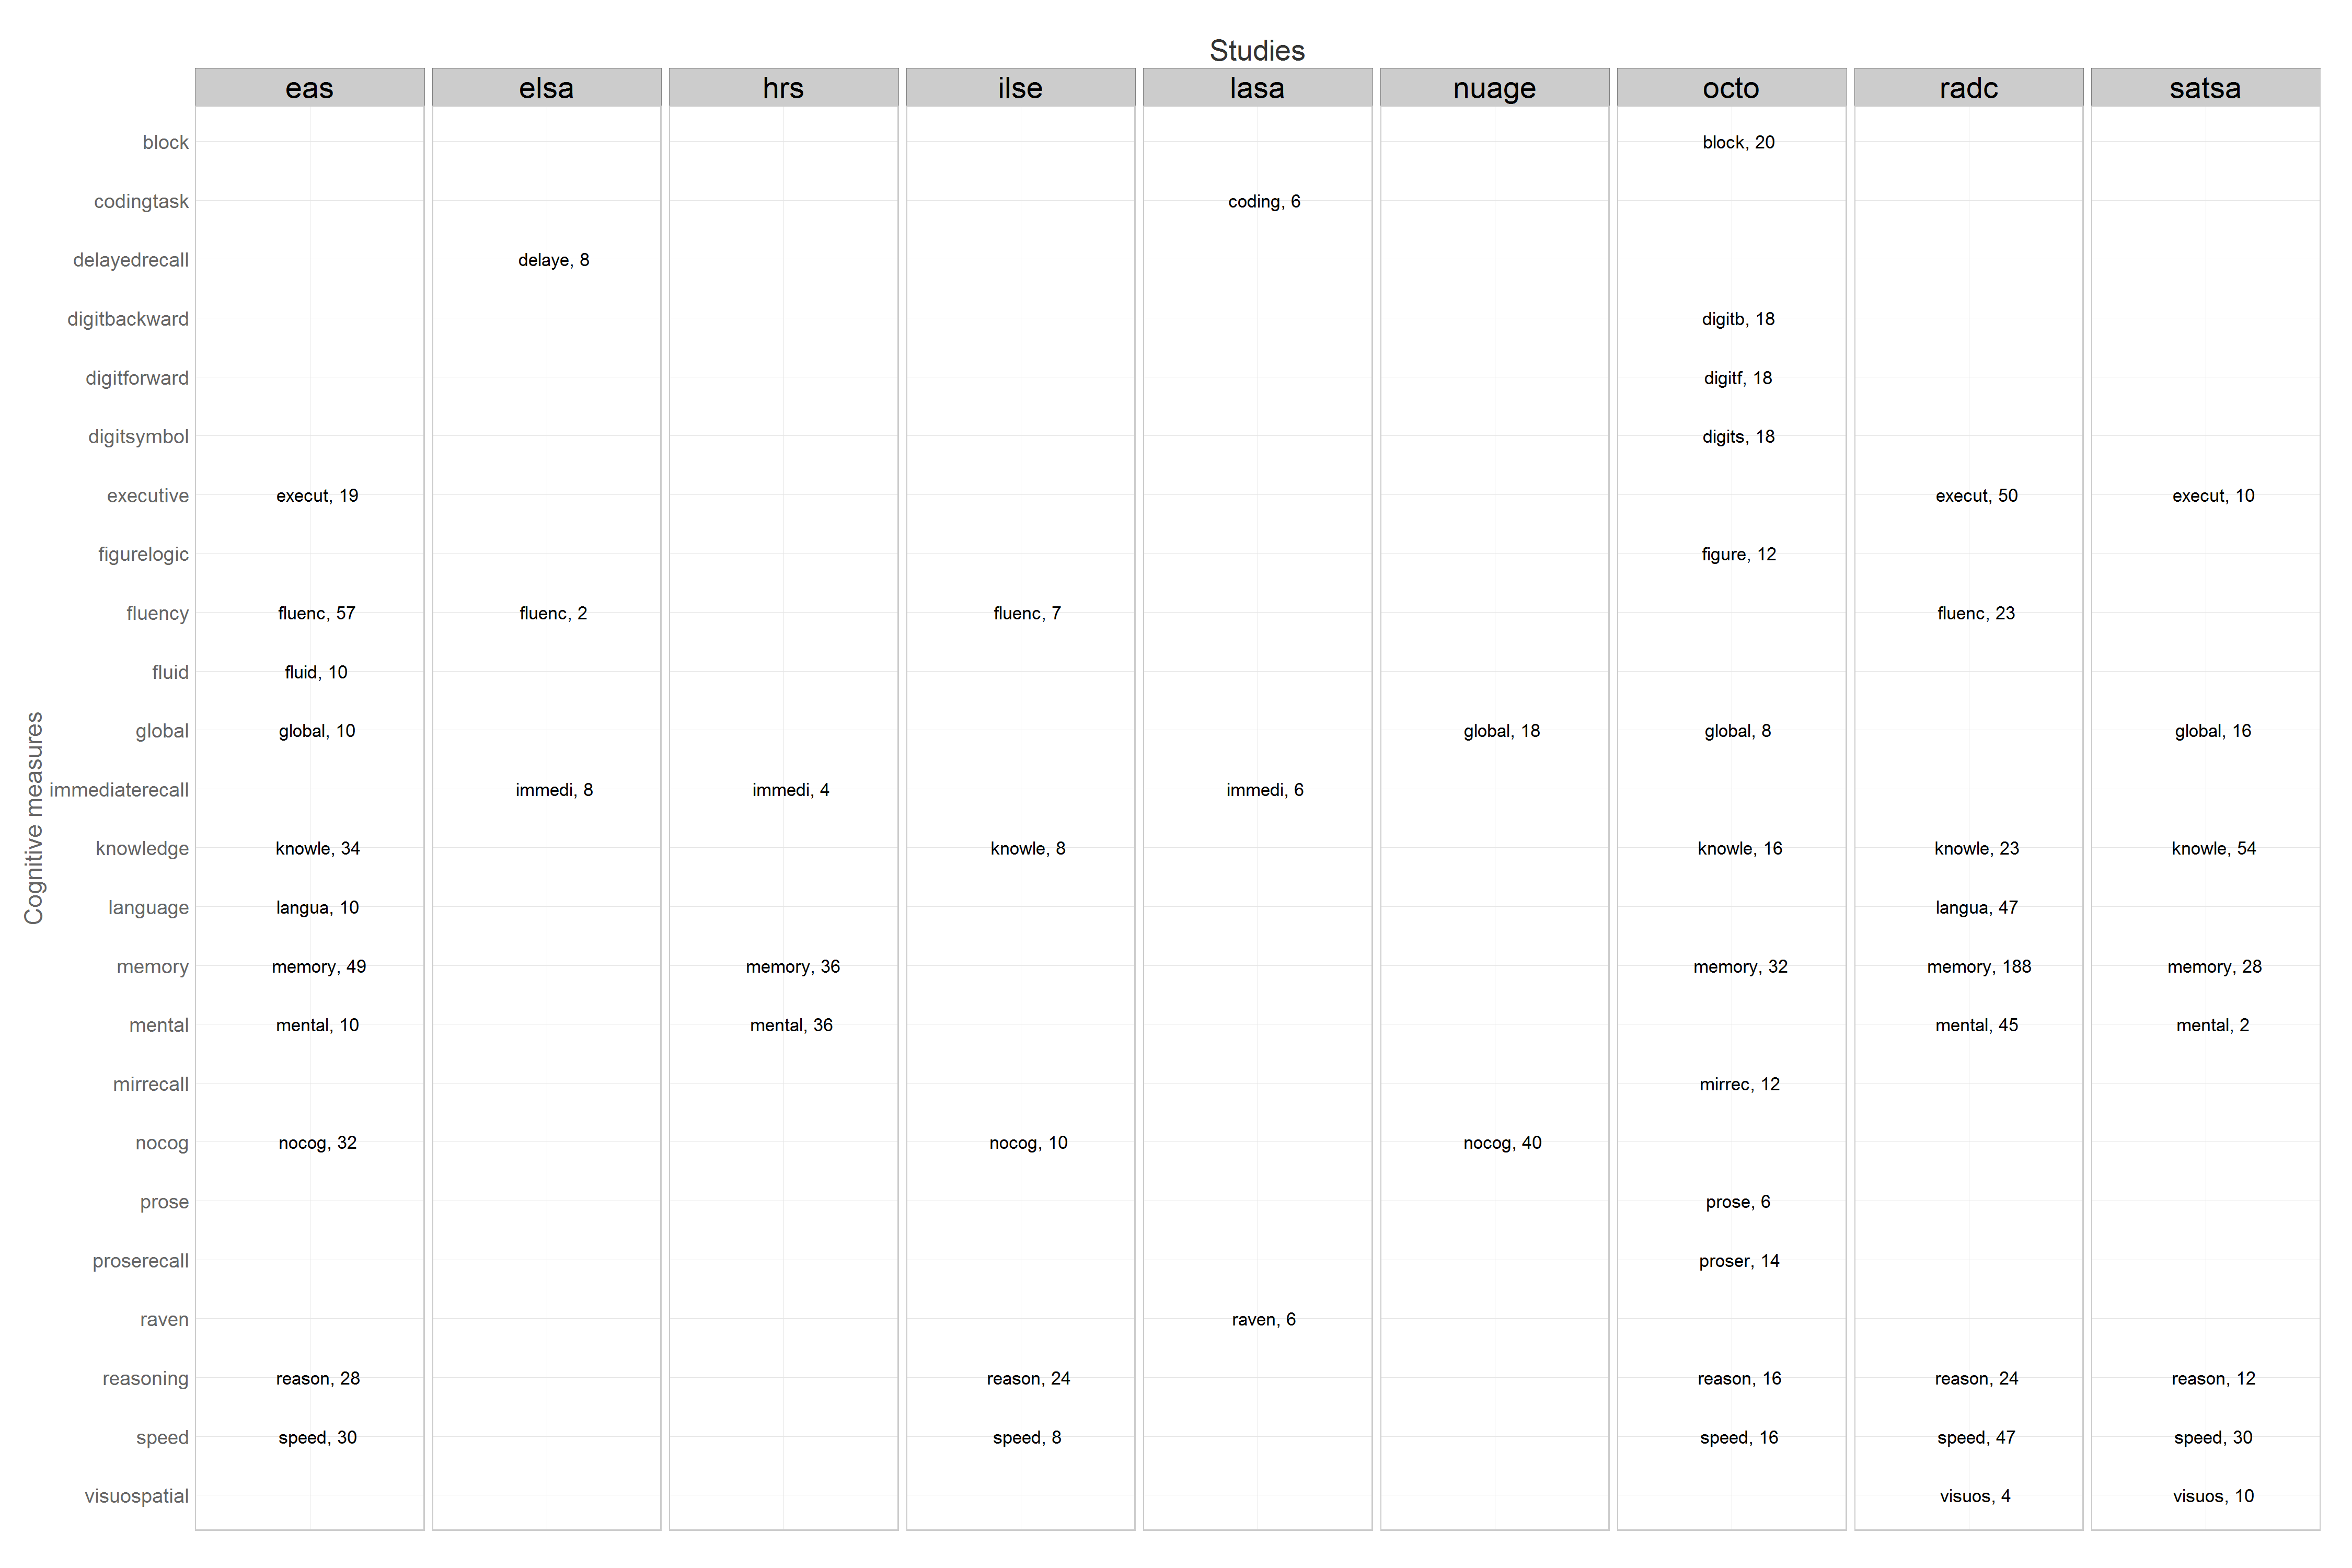 Studies
eas elsa hrs ilse lasa nuage octo radc satsa
Cognitive measures
block block, 20
codingtask coding, 6
delayedrecall delaye, 8
digitbackward digitb, 18
digitforward digitf, 18
digitsymbol digits, 18
executive execut, 19 execut, 50 execut, 10
figurelogic figure, 12
fluency fluenc, 57 fluenc, 2 fluenc, 7 fluenc, 23
fluid fluid, 10
global global, 10 global, 18 global, 8 global, 16
immediaterecall immedi, 8 immedi, 4 immedi, 6
knowledge knowle, 34 knowle, 8 knowle, 16 knowle, 23 knowle, 54
language langua, 10 langua, 47
memory memory, 49 memory, 36 memory, 32 memory, 188 memory, 28
mental mental, 10 mental, 36 mental, 45 mental, 2
mirrecall mirrec, 12
nocog nocog, 32 nocog, 10 nocog, 40
prose prose, 6
proserecall proser, 14
raven raven, 6
reasoning reason, 28 reason, 24 reason, 16 reason, 24 reason, 12
speed speed, 30 speed, 8 speed, 16 speed, 47 speed, 30
visuospatial visuos, 4 visuos, 10